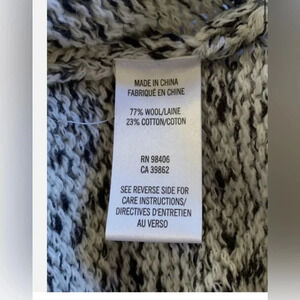 MADE IN CHINA
FABRIQUÉ EN CHINE
77% WOOL/LAINE
23% COTTON/COTON
RN 98406
CA 39862
SEE REVERSE SIDE FOR
CARE INSTRUCTIONS/
DIRECTIVES D'ENTRETIEN
AU VERSO